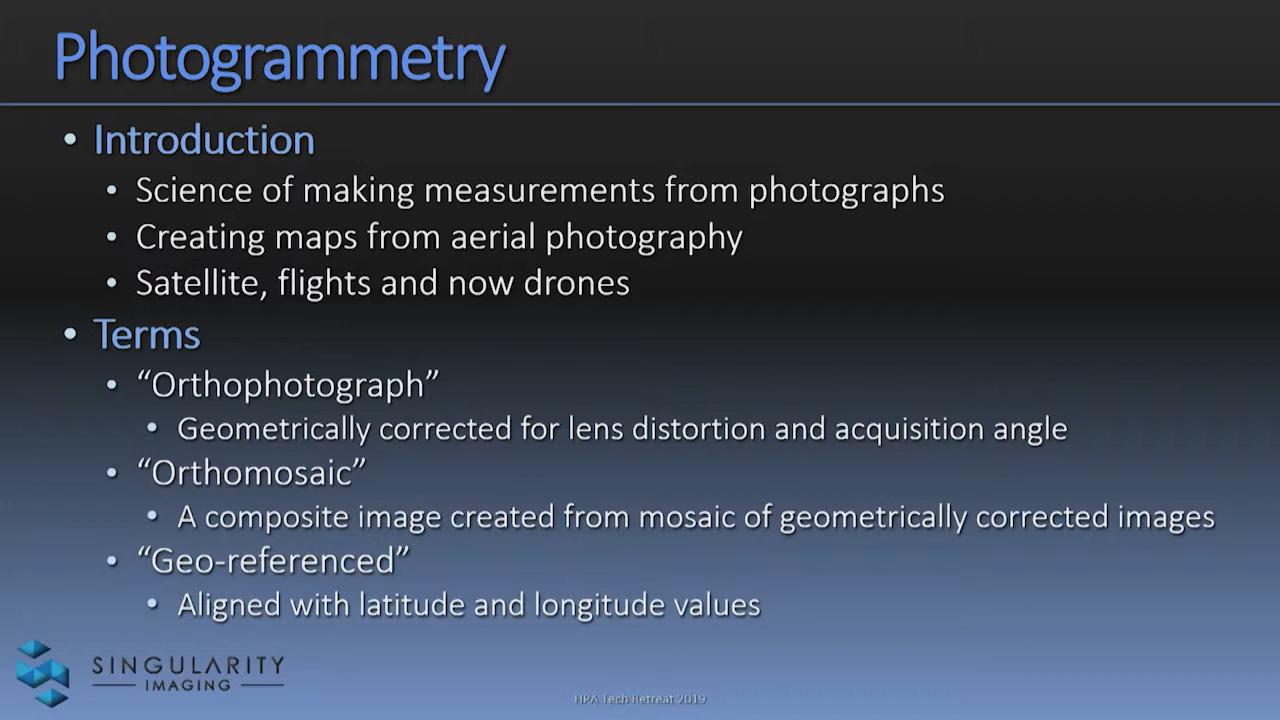 Photogrammetry
• Introduction
• Science of making measurements from photographs
• Creating maps from aerial photography
• Satellite, flights and now drones
• Terms
• “Orthophotograph”
• Geometrically corrected for lens distortion and acquisition angle
• “Orthomosaic”
• A composite image created from mosaic of geometrically corrected images
• “Geo-referenced”
• Aligned with latitude and longitude values
SINGULARITY
IMAGING
HPA Tech Retreat 2019